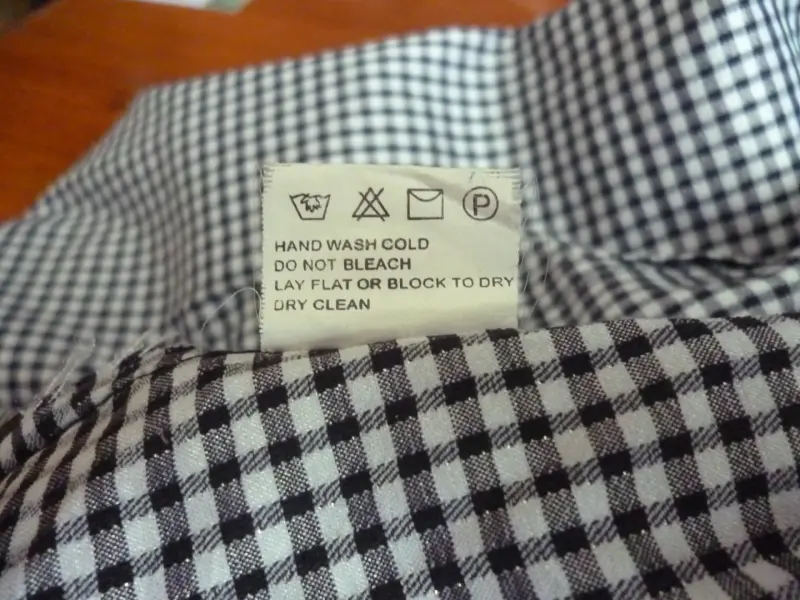 P
HAND WASH COLD
DO NOT BLEACH
LAY FLAT OR BLOCK TO DRY
DRY CLEAN